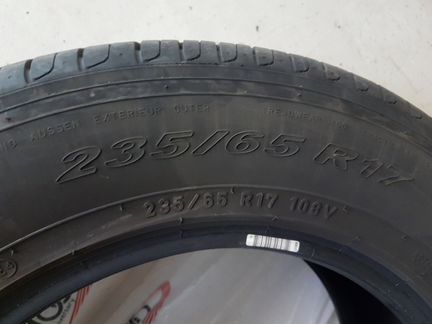 AUSSEN EXTERIEUR OUTER
235/65 R17
235/65 R17 108V